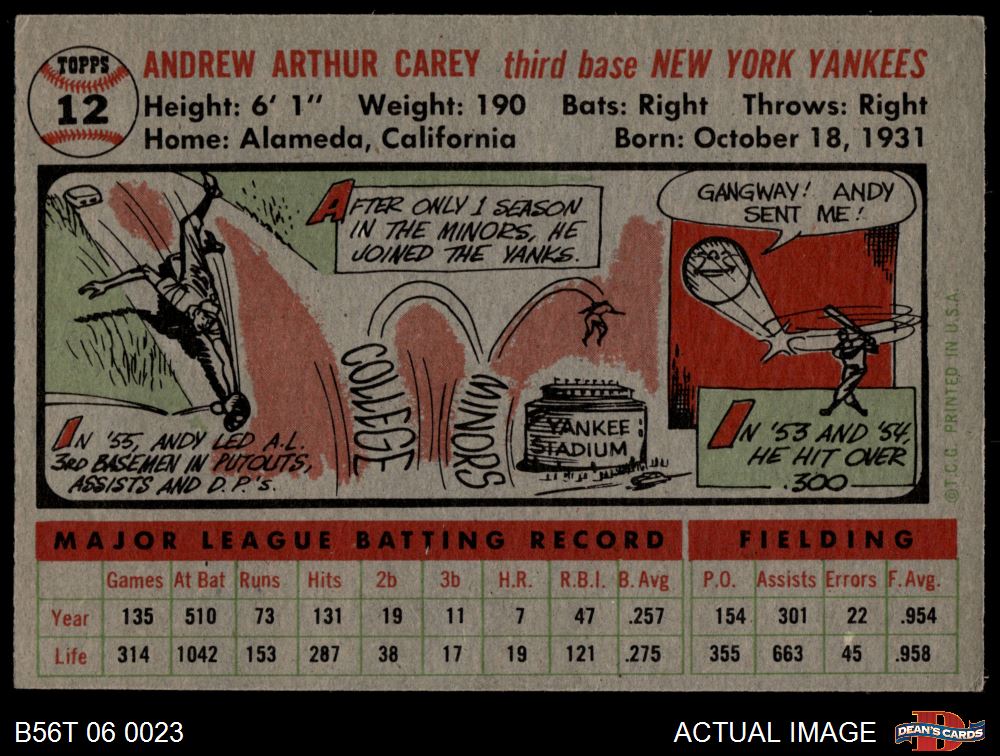 TOPPS
12
ANDREW ARTHUR CAREY third base NEW YORK YANKEES
Height: 6' 1" Weight: 190 Bats: Right Throws: Right
Home: Alameda, California Born: October 18, 1931
IN '55, ANDY LED A.L.
3RD BASEMEN IN PUTOUTS,
ASSISTS AND D.P.'s.
AFTER ONLY 1 SEASON
IN THE MINORS, HE
JOINED THE YANKS.
COLLEGE
MINORS
YANKEE
STADIUM
GANGWAY! ANDY
SENT ME!
IN '53 AND '54,
HE HIT OVER
.300
©T.C.G. PRINTED IN U.S.A.
MAJOR LEAGUE BATTING RECORD FIELDING
Games At Bat Runs Hits 2b 3b H.R. R.B.I. B. Avg P.O. Assists Errors F. Avg.
Year 135 510 73 131 19 11 7 47 .257 154 301 22 .954
Life 314 1042 153 287 38 17 19 121 .275 355 663 45 .958
B56T 06 0023 ACTUAL IMAGE
D
DEAN'S CARDS